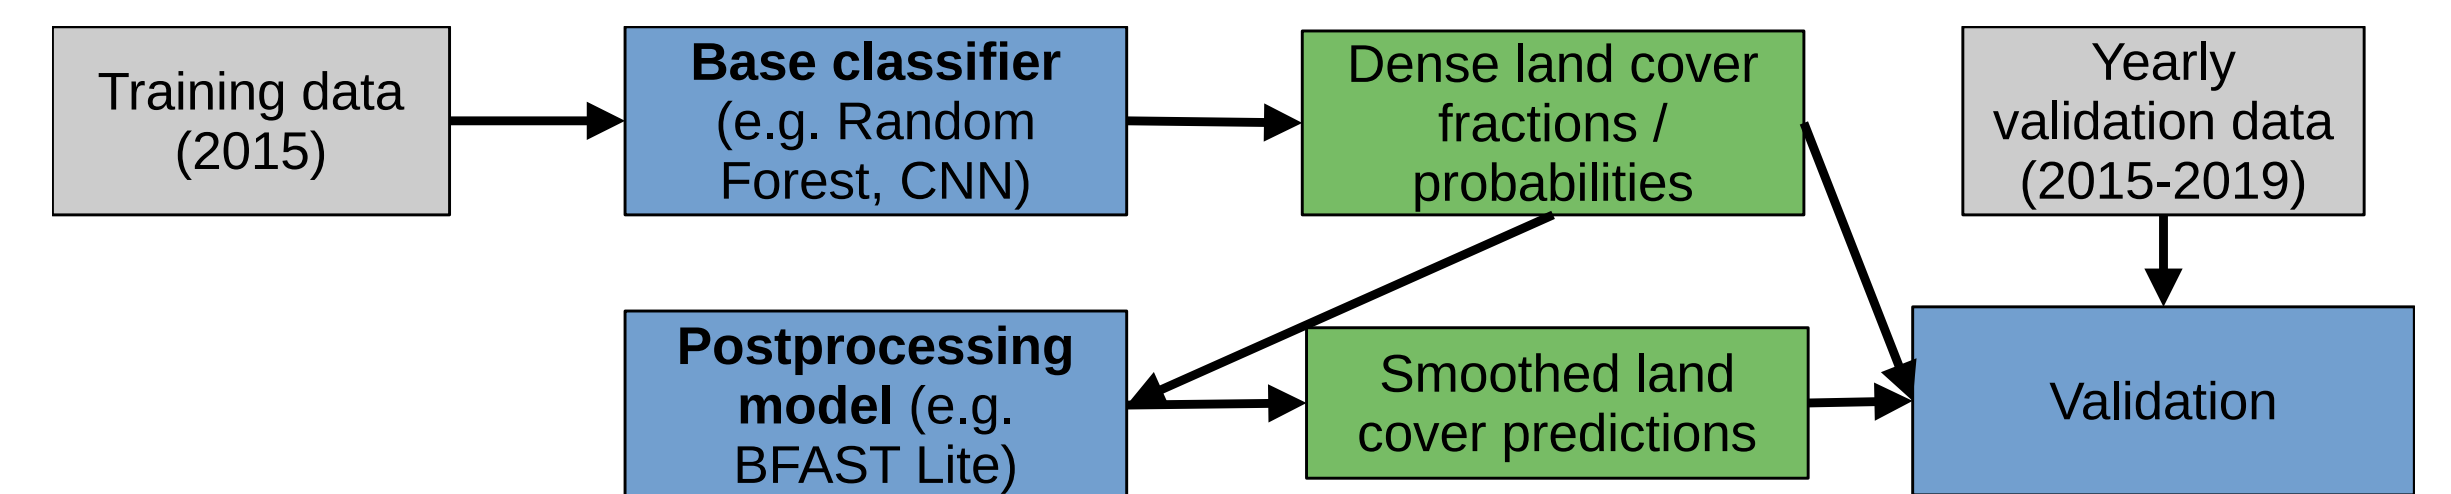 Training data
(2015)
Base classifier
(e.g. Random
Forest, CNN)
Dense land cover
fractions /
probabilities
Yearly
validation data
(2015-2019)
Postprocessing
model (e.g.
BFAST Lite)
Smoothed land
cover predictions
Validation